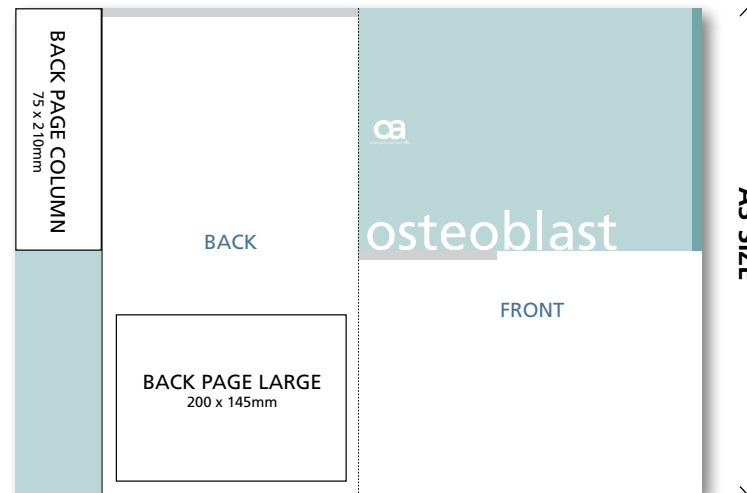 BACK PAGE COLUMN
75 x 210mm
BACK
BACK PAGE LARGE
200 x 145mm
oa
osteoblast
FRONT
A3 SIZE